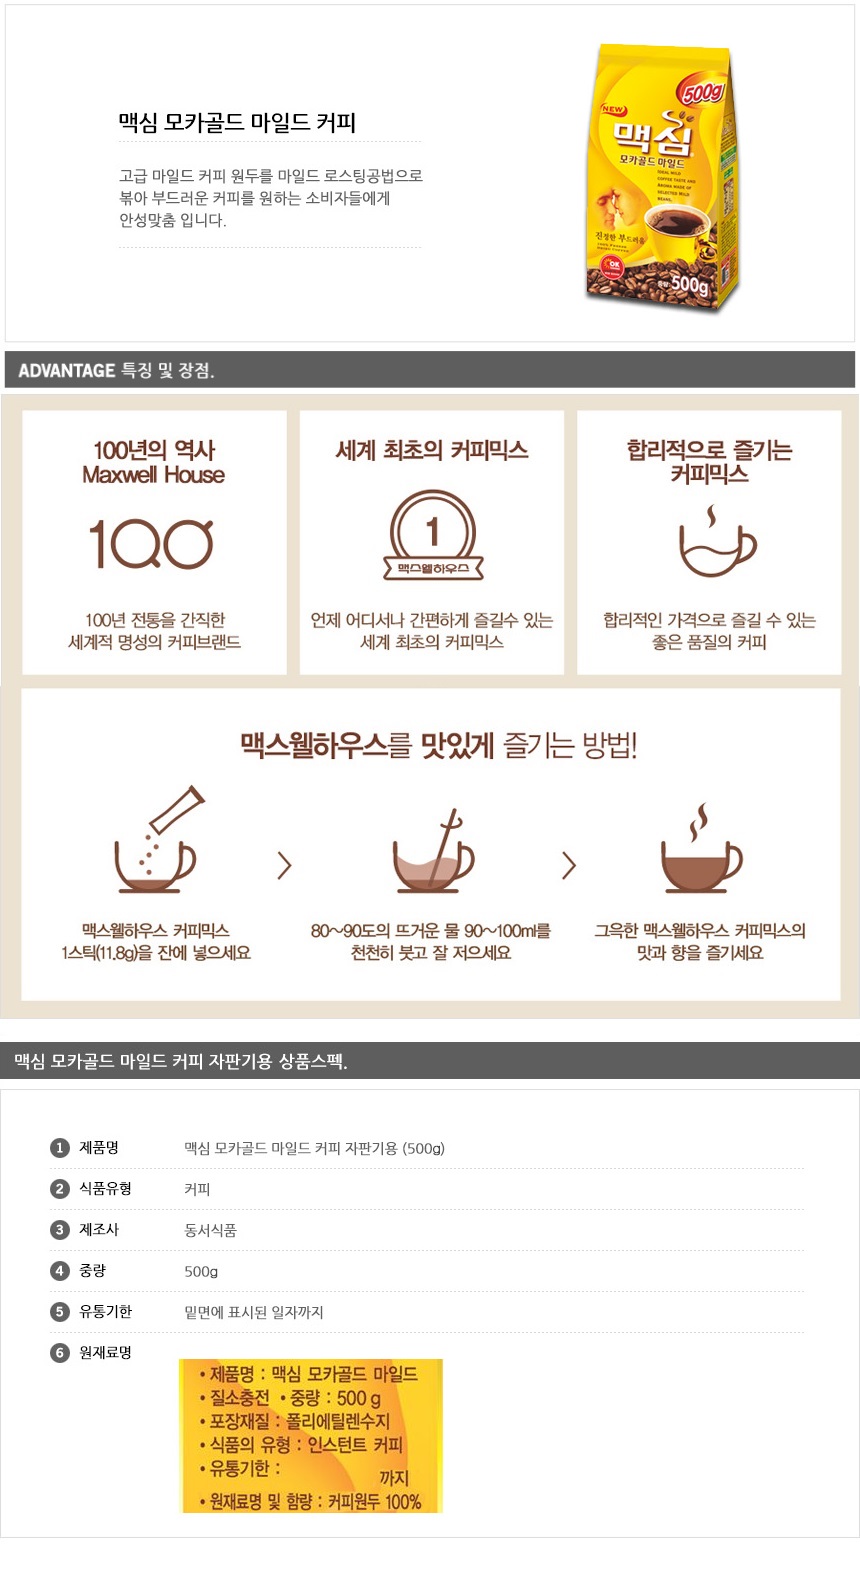 맥심 모카골드 마일드 커피
고급 마일드 커피 원두를 마일드 로스팅공법으로
볶아 부드러운 커피를 원하는 소비자들에게
안성맞춤 입니다.
500g
NEW
맥심
모카골드 마일드
진정한 부드러움
중량: 500g
ADVANTAGE 특징 및 장점.
100년의 역사
Maxwell House
100
100년 전통을 간직한
세계적 명성의 커피브랜드
세계 최초의 커피믹스
1
맥스웰하우스
언제 어디서나 간편하게 즐길수 있는
세계 최초의 커피믹스
합리적으로 즐기는
커피믹스
합리적인 가격으로 즐길 수 있는
좋은 품질의 커피
맥스웰하우스를 맛있게 즐기는 방법!
맥스웰하우스 커피믹스
1스틱(11.8g)을 잔에 넣으세요
80~90도의 뜨거운 물 90~100ml를
천천히 붓고 잘 저으세요
그윽한 맥스웰하우스 커피믹스의
맛과 향을 즐기세요
맥심 모카골드 마일드 커피 자판기용 상품스펙.
1 제품명 맥심 모카골드 마일드 커피 자판기용 (500g)
2 식품유형 커피
3 제조사 동서식품
4 중량 500g
5 유통기한 밑면에 표시된 일자까지
6 원재료명
• 제품명 : 맥심 모카골드 마일드
• 질소충전 • 중량 : 500 g
• 포장재질 : 폴리에틸렌수지
• 식품의 유형 : 인스턴트 커피
• 유통기한 :
까지
• 원재료명 및 함량 : 커피원두 100%